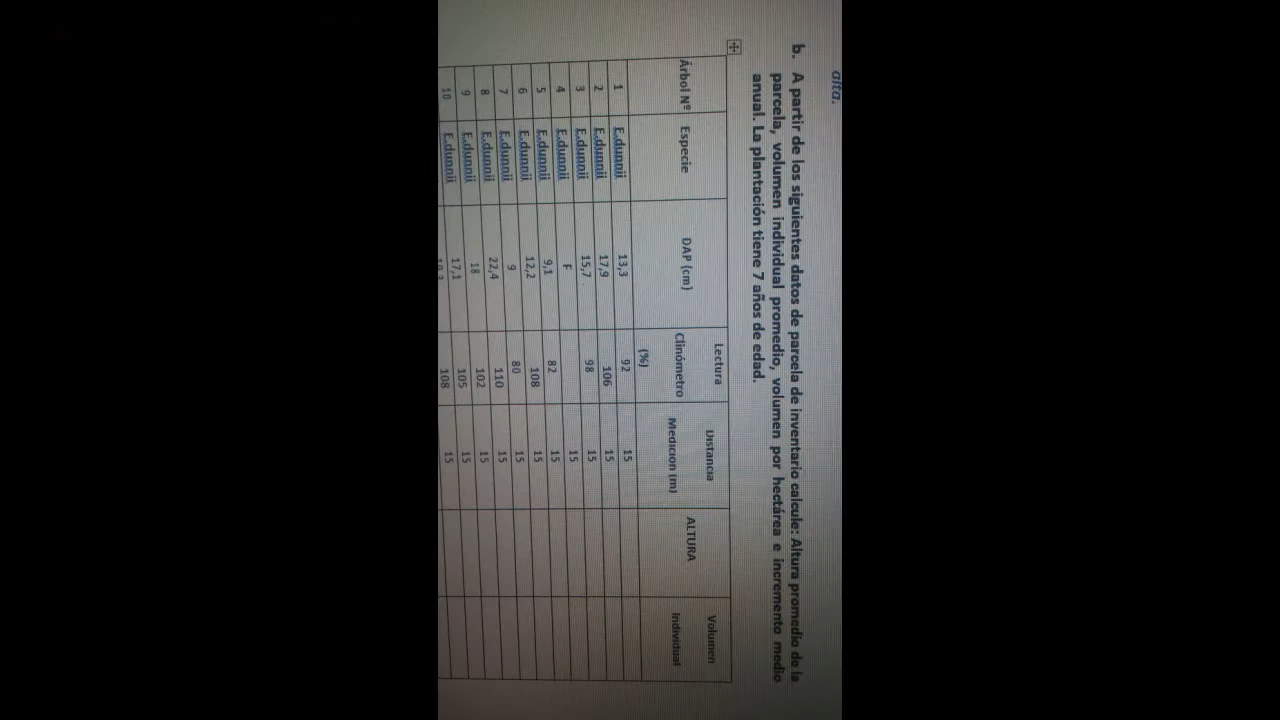 alta.
b. A partir de los siguientes datos de parcela de inventario calcule: Altura promedio de la
parcela, volumen individual promedio, volumen por hectárea e incremento medio
anual. La plantación tiene 7 años de edad.
Árbol Nº Especie DAP (cm) Lectura Clinómetro (%) Distancia Medicion (m) ALTURA Volumen Individual
1 E.dunnii 13,3 92 15
2 E.dunnii 17,9 106 15
3 E.dunnii 15,7 98 15
4 E.dunnii F 15
5 E.dunnii 9,1 82 15
6 E.dunnii 12,2 108 15
7 E.dunnii 9 80 15
8 E.dunnii 22,4 110 15
9 E.dunnii 18 102 15
10 E.dunnii 17,1 105 15
108 15